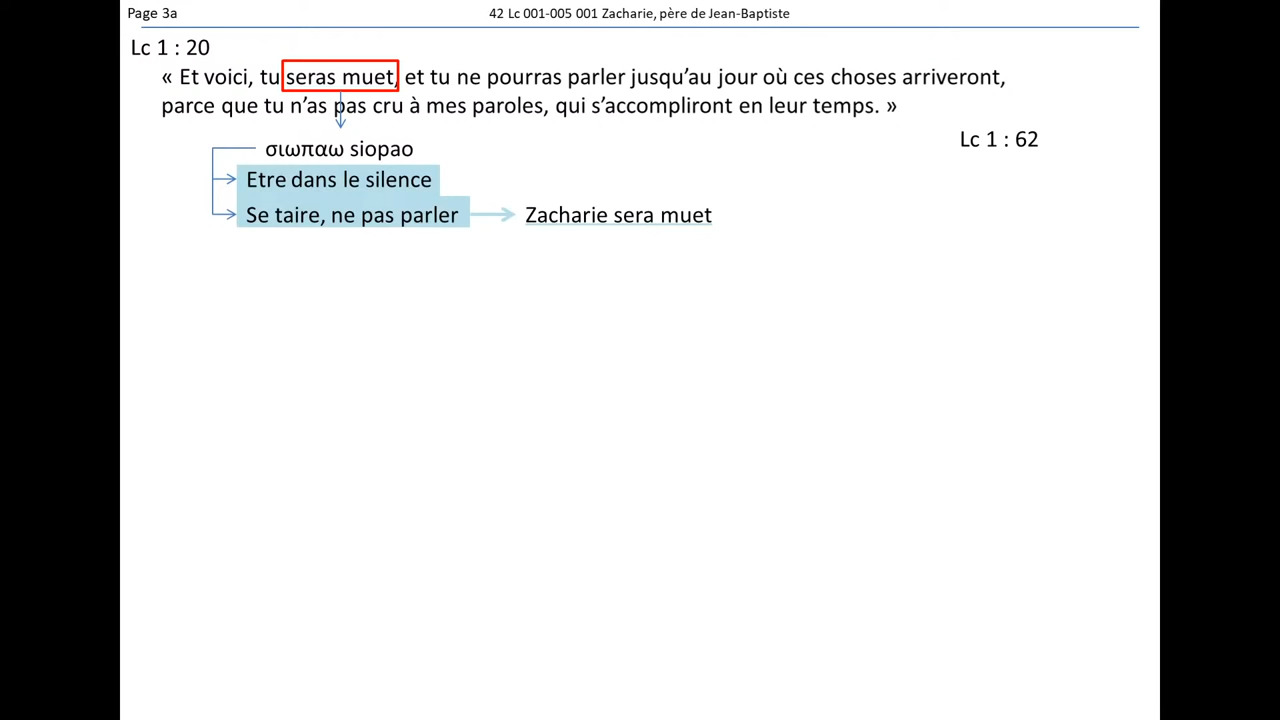 Page 3a
42 Lc 001-005 001 Zacharie, père de Jean-Baptiste
Lc 1 : 20
« Et voici, tu seras muet, et tu ne pourras parler jusqu’au jour où ces choses arriveront,
parce que tu n’as pas cru à mes paroles, qui s’accompliront en leur temps. »
Lc 1 : 62
σιωπαω siopao
Etre dans le silence
Se taire, ne pas parler
Zacharie sera muet